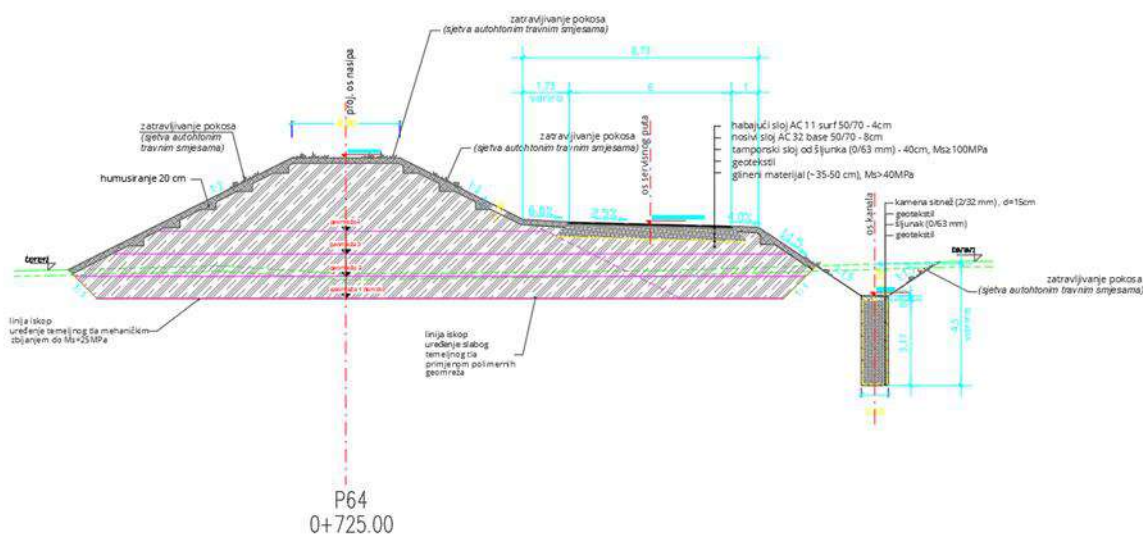 zatravljivanje pokosa
(sjetva autohtonim travnim smjesama)
proj. os nasipa
zatravljivanje pokosa
(sjetva autohtonim
travnim smjesama)
humusiranje 20 cm
zatravljivanje pokosa
(sjetva autohtonim
travnim smjesama)
6
1
os servisnog puta
habajući sloj AC 11 surf 50/70 - 4cm
nosivi sloj AC 32 base 50/70 - 8cm
tamponski sloj od šljunka (0/63 mm) - 40cm, Ms≥100MPa
geotekstil
glineni materijal (~35-50 cm), Ms>40MPa
os kanala
kamena sitnež (2/32 mm) , d=15cm
geotekstil
šljunak (0/63 mm)
geotekstil
teren
teren
zatravljivanje pokosa
(sjetva autohtonim travnim smjesama)
2.5%
linija iskop
uređenje temeljnog tla mehaničkim
zbijanjem do Ms=25MPa
linija iskop
uređenje slabog
temeljnog tla
primjenom polimernih
geomreža
P64
0+725.00